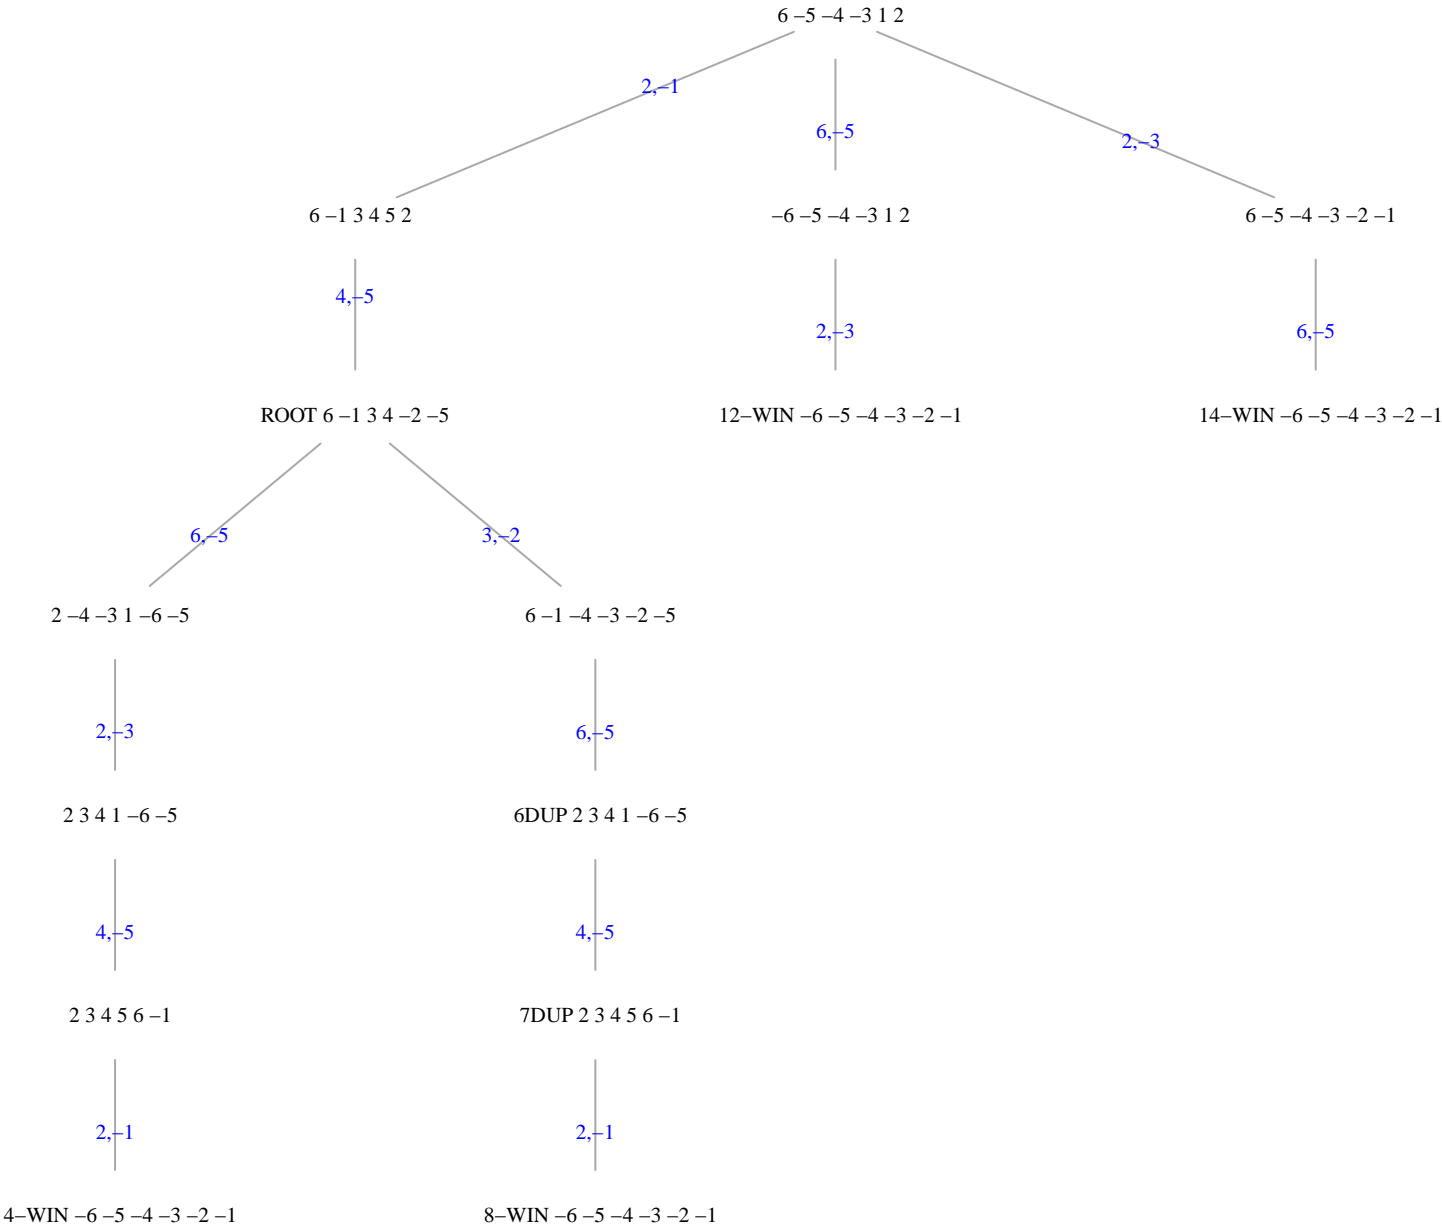 6 –5 –4 –3 1 2
2,–1
6,–5
2,–3
6 –1 3 4 5 2
–6 –5 –4 –3 1 2
6 –5 –4 –3 –2 –1
4,–5
2,–3
6,–5
ROOT 6 –1 3 4 –2 –5
12–WIN –6 –5 –4 –3 –2 –1
14–WIN –6 –5 –4 –3 –2 –1
6,–5
3,–2
2 –4 –3 1 –6 –5
6 –1 –4 –3 –2 –5
2,–3
6,–5
2 3 4 1 –6 –5
6DUP 2 3 4 1 –6 –5
4,–5
4,–5
2 3 4 5 6 –1
7DUP 2 3 4 5 6 –1
2,–1
2,–1
4–WIN –6 –5 –4 –3 –2 –1
8–WIN –6 –5 –4 –3 –2 –1